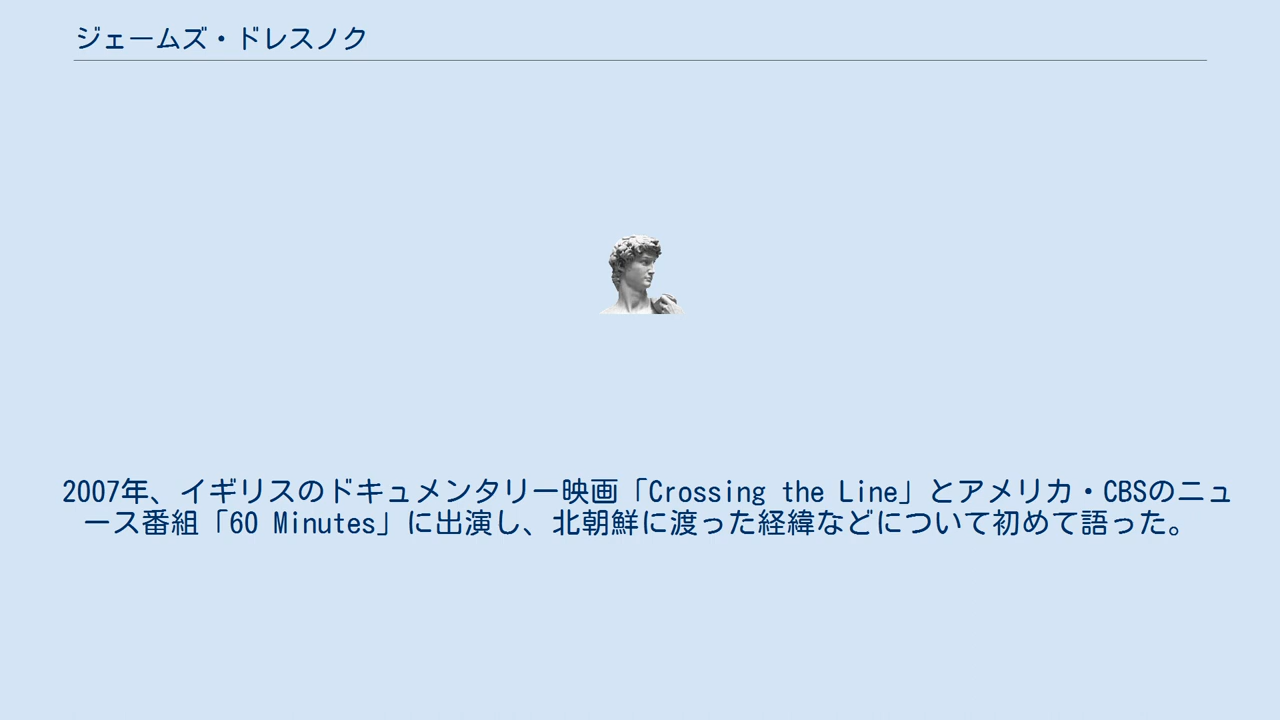 ジェームズ・ドレスノク
2007年、イギリスのドキュメンタリー映画「Crossing the Line」とアメリカ・CBSのニュ
ース番組「60 Minutes」に出演し、北朝鮮に渡った経緯などについて初めて語った。